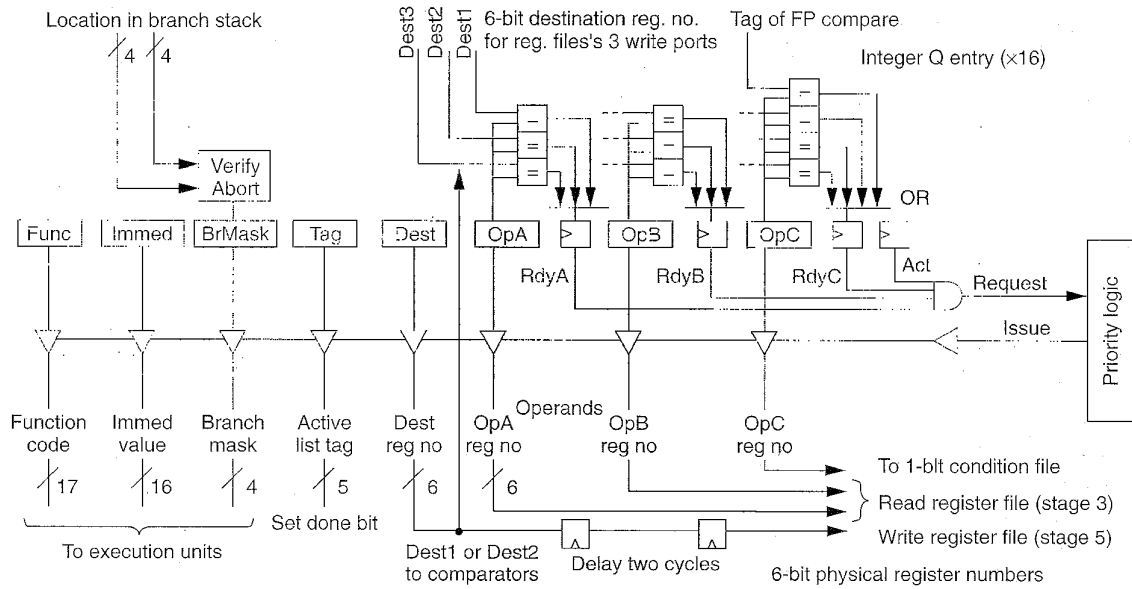 Location in branch stack
4
4
Dest3
Dest2
Dest1
6-bit destination reg. no.
for reg. files's 3 write ports
Tag of FP compare
Integer Q entry (×16)
=
=
=
=
=
=
=
=
=
Verify
Abort
OR
Func
Immed
BrMask
Tag
Dest
OpA
>
OpB
>
OpC
>
>
RdyA
RdyB
RdyC
Act
Request
Issue
Priority logic
Operands
Function
code
Immed
value
Branch
mask
Active
list tag
Dest
reg no
OpA
reg no
OpB
reg no
OpC
reg no
17
16
4
5
6
6
To 1-bit condition file
Read register file (stage 3)
Write register file (stage 5)
Set done bit
To execution units
Dest1 or Dest2
to comparators
Delay two cycles
6-bit physical register numbers